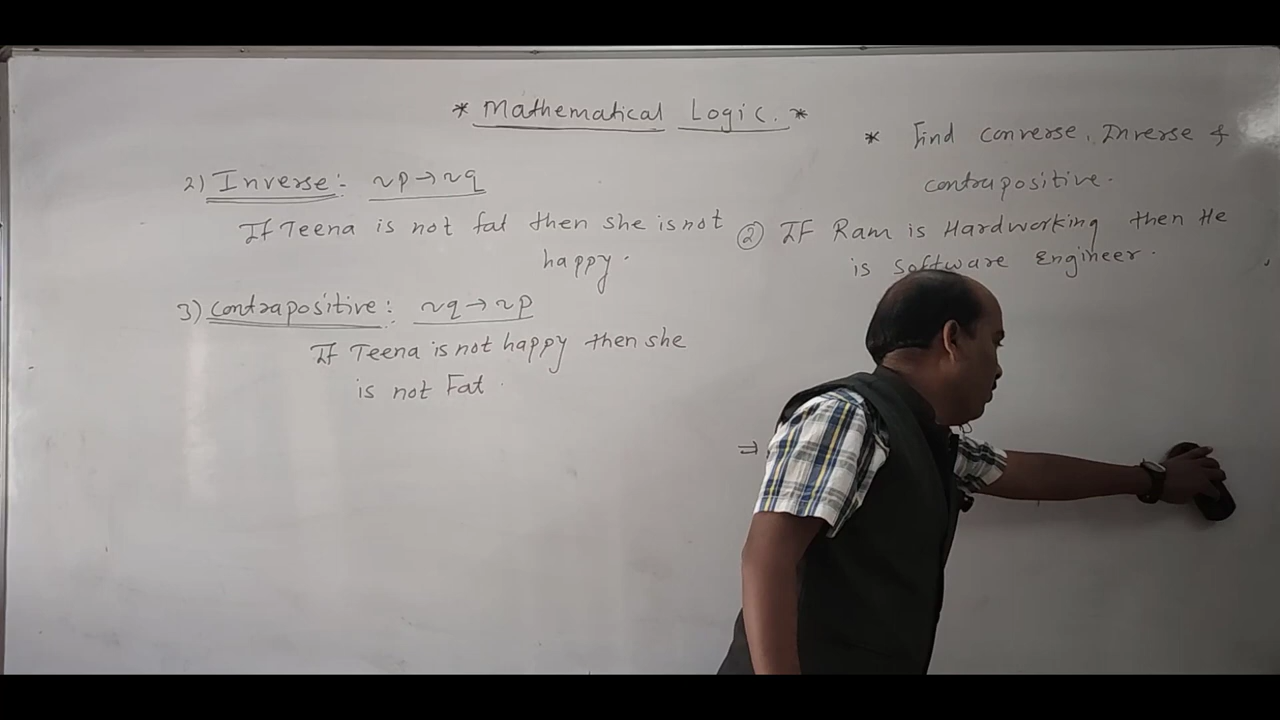 * Mathematical Logic. *
2) Inverse:- ~p→~q
If Teena is not fat then she is not
happy.
3) Contrapositive:- ~q→~p
If Teena is not happy then she
is not Fat.
* Find converse, Inverse &
contrapositive.
② If Ram is Hardworking then He
is Software Engineer.
⇒